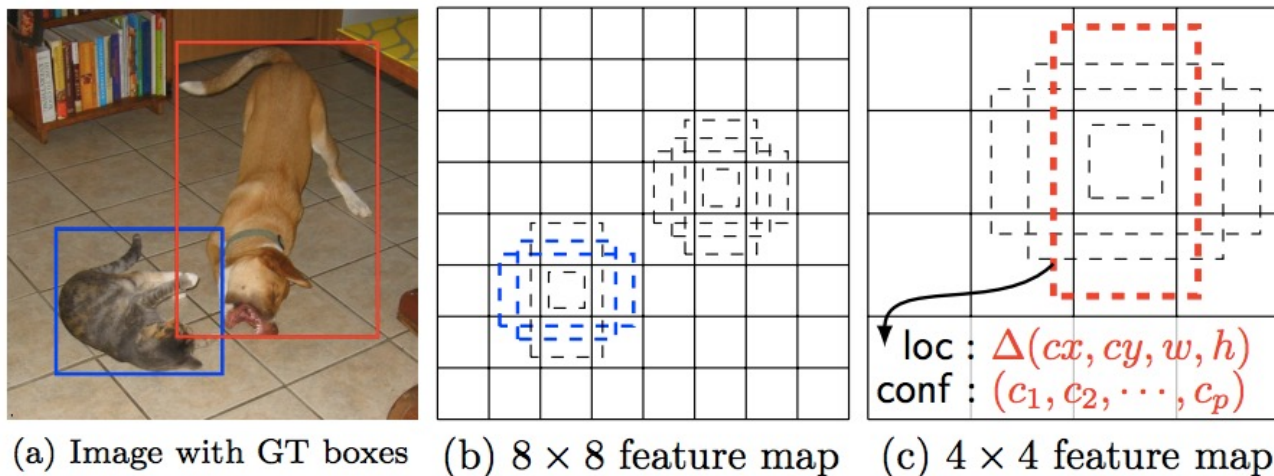 loc : Δ(cx, cy, w, h)
conf : (c₁, c₂, ⋯, cₚ)
(a) Image with GT boxes
(b) 8 × 8 feature map
(c) 4 × 4 feature map